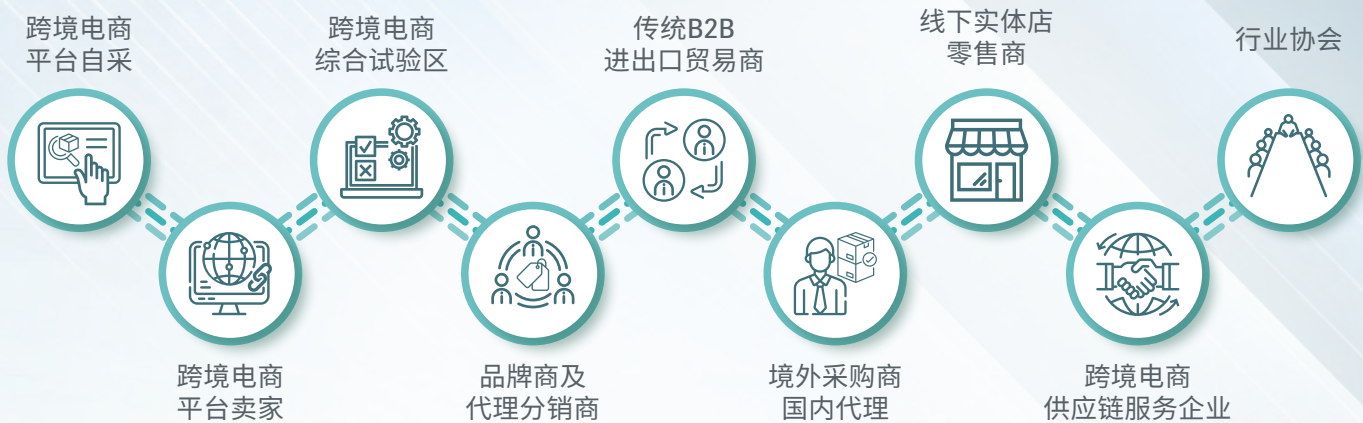 跨境电商
平台自采
跨境电商
平台卖家
跨境电商
综合试验区
品牌商及
代理分销商
传统B2B
进出口贸易商
境外采购商
国内代理
线下实体店
零售商
跨境电商
供应链服务企业
行业协会